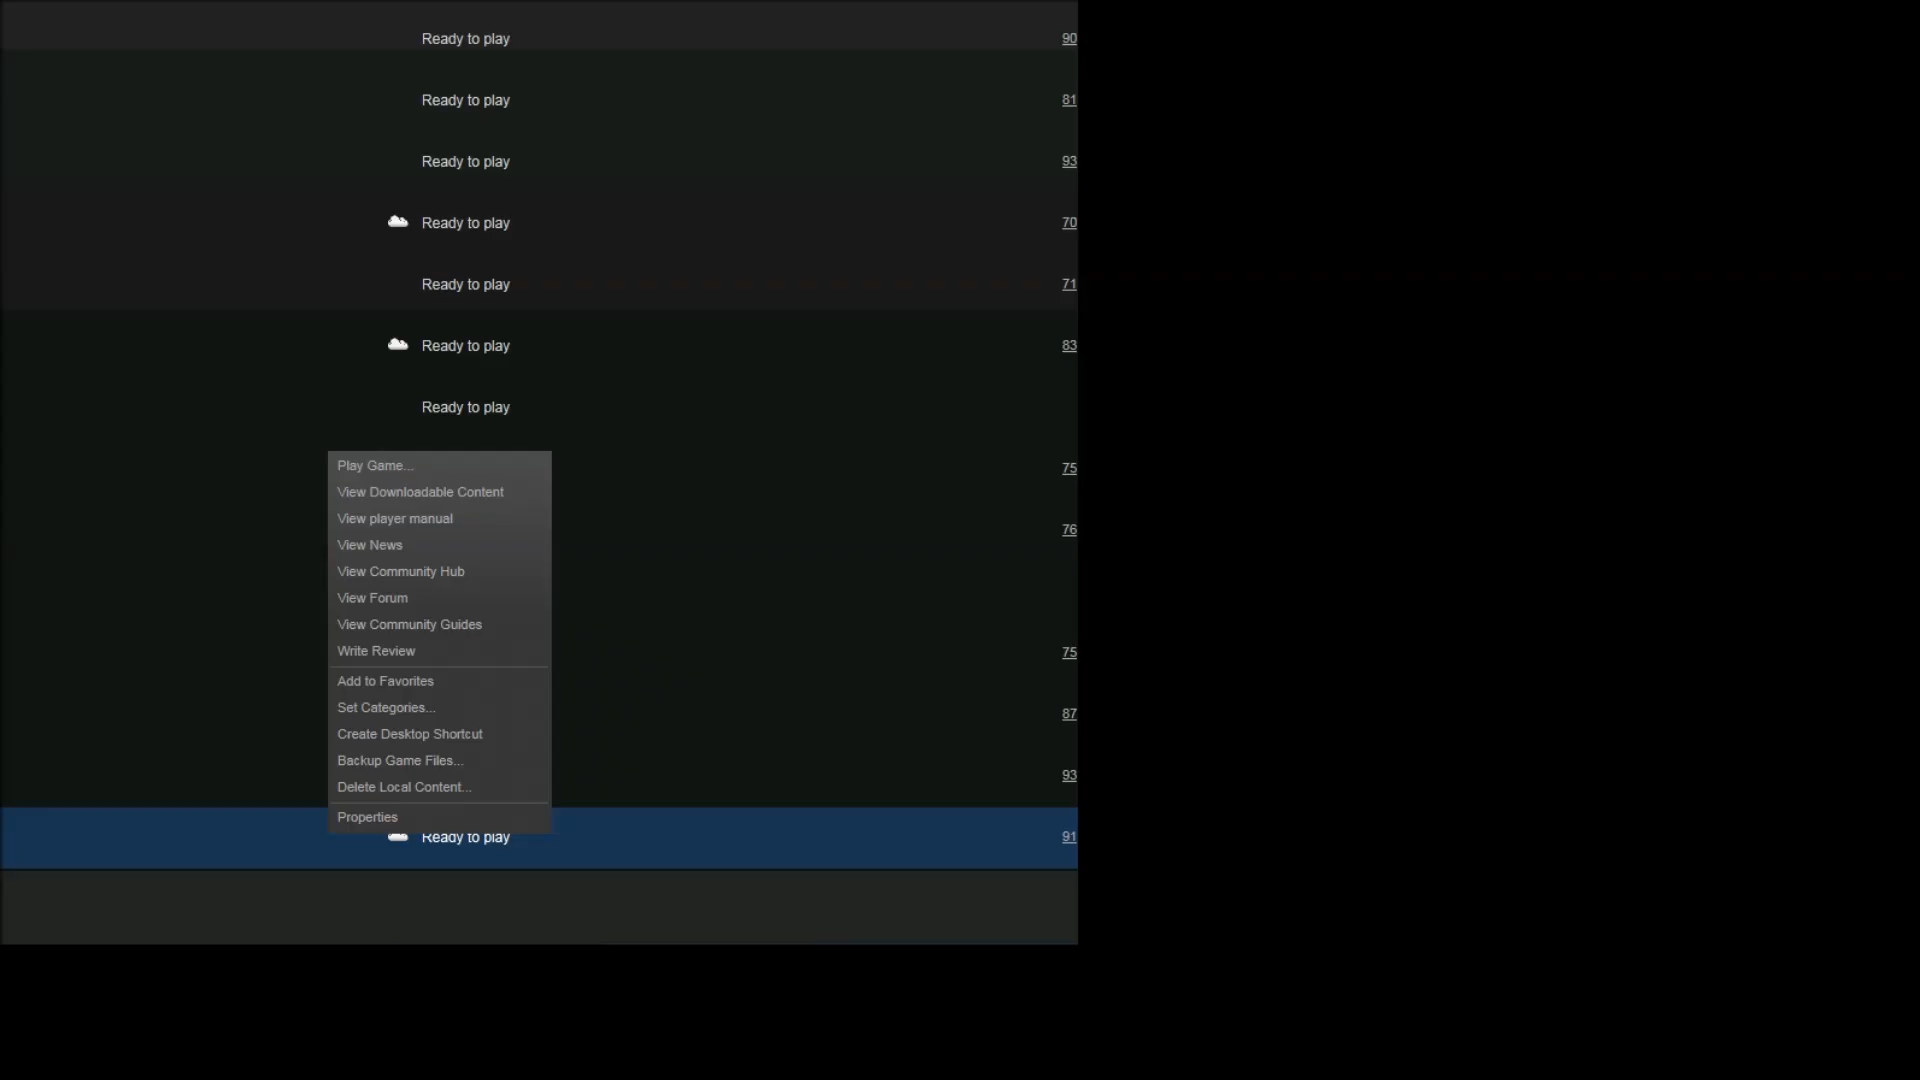 Ready to play 90
Ready to play 81
Ready to play 93
Ready to play 70
Ready to play 71
Ready to play 83
Ready to play
Play Game...
75
View Downloadable Content
View player manual
76
View News
View Community Hub
View Forum
View Community Guides
Write Review
75
Add to Favorites
Set Categories...
87
Create Desktop Shortcut
Backup Game Files...
93
Delete Local Content...
Properties
Ready to play 91